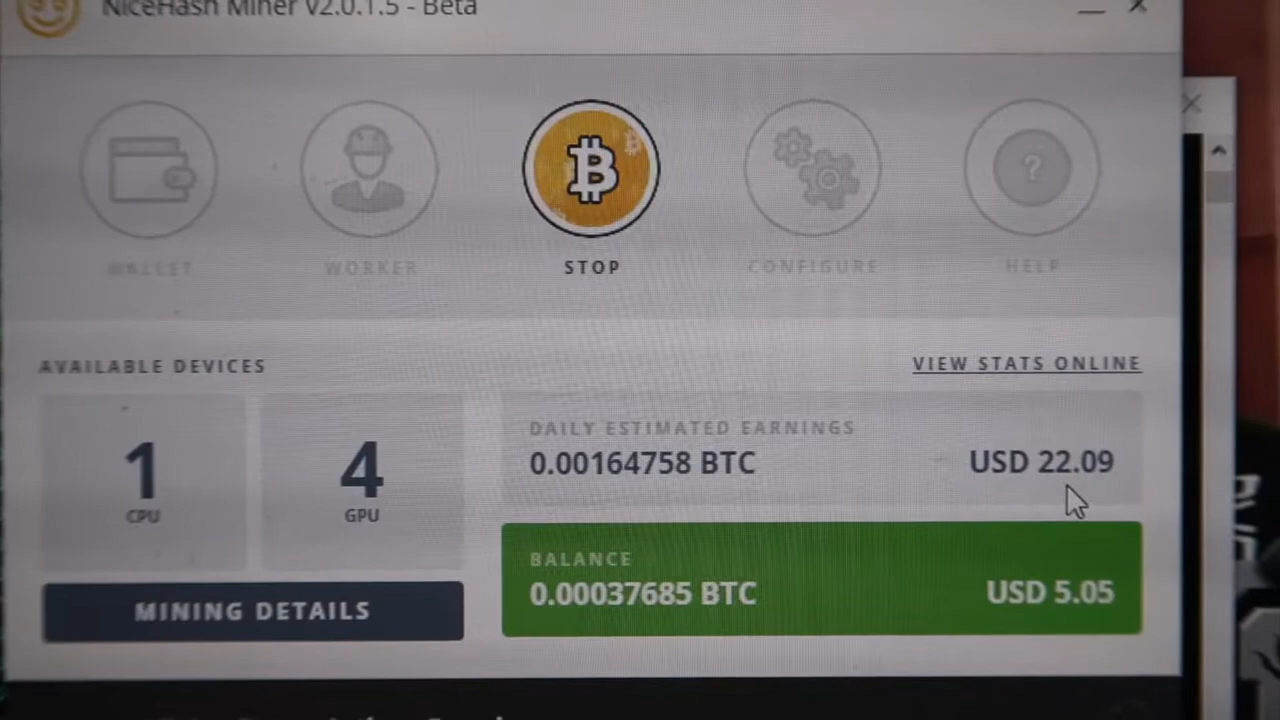 NiceHash Miner v2.0.1.5 - Beta
WALLET
WORKER
STOP
CONFIGURE
HELP
AVAILABLE DEVICES
VIEW STATS ONLINE
1
CPU
4
GPU
DAILY ESTIMATED EARNINGS
0.00164758 BTC
USD 22.09
BALANCE
0.00037685 BTC
USD 5.05
MINING DETAILS